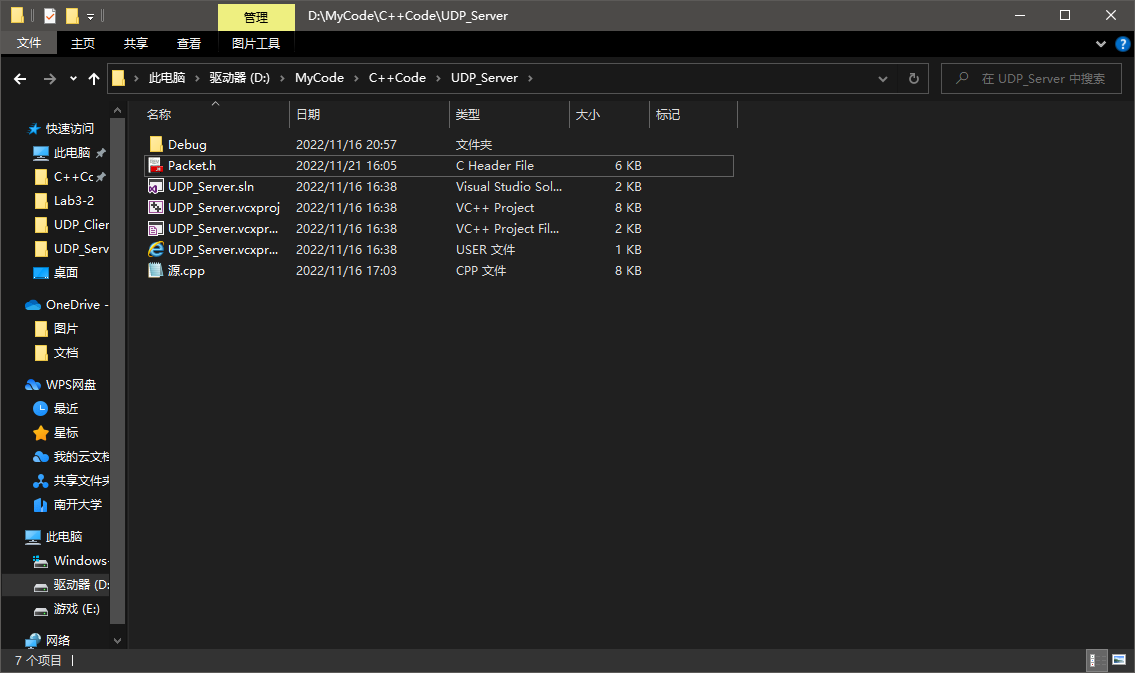 管理
D:\MyCode\C++Code\UDP_Server
文件 主页 共享 查看 图片工具
此电脑 驱动器 (D:) MyCode C++Code UDP_Server
在 UDP_Server 中搜索
名称 日期 类型 大小 标记
Debug 2022/11/16 20:57 文件夹
Packet.h 2022/11/21 16:05 C Header File 6 KB
UDP_Server.sln 2022/11/16 16:38 Visual Studio Sol... 2 KB
UDP_Server.vcxproj 2022/11/16 16:38 VC++ Project 8 KB
UDP_Server.vcxpr... 2022/11/16 16:38 VC++ Project Fil... 2 KB
UDP_Server.vcxpr... 2022/11/16 16:38 USER 文件 1 KB
源.cpp 2022/11/16 17:03 CPP 文件 8 KB
快速访问
此电脑
C++Cc
Lab3-2
UDP_Clier
UDP_Serv
桌面
OneDrive -
图片
文档
WPS网盘
最近
星标
我的云文档
共享文件夹
南开大学
此电脑
Windows-
驱动器 (D:
游戏 (E:)
网络
7 个项目